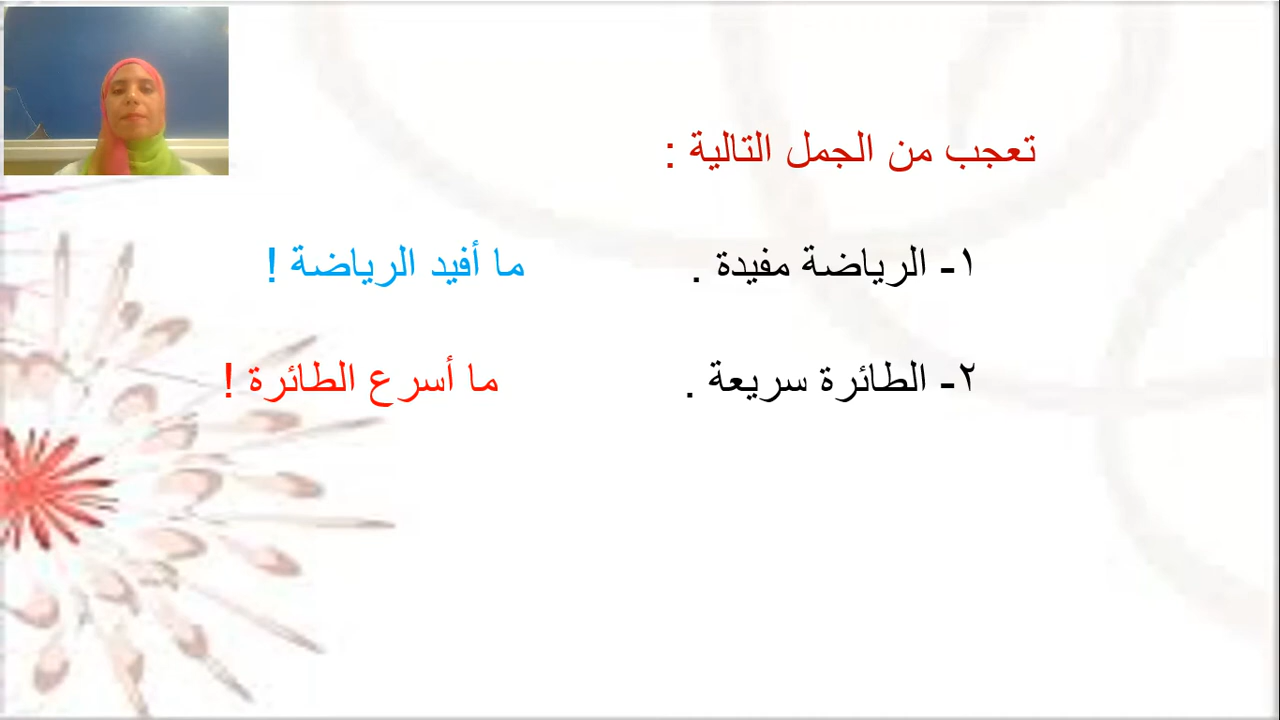 تعجب من الجمل التالية :
١- الرياضة مفيدة . ما أفيد الرياضة !
٢- الطائرة سريعة . ما أسرع الطائرة !